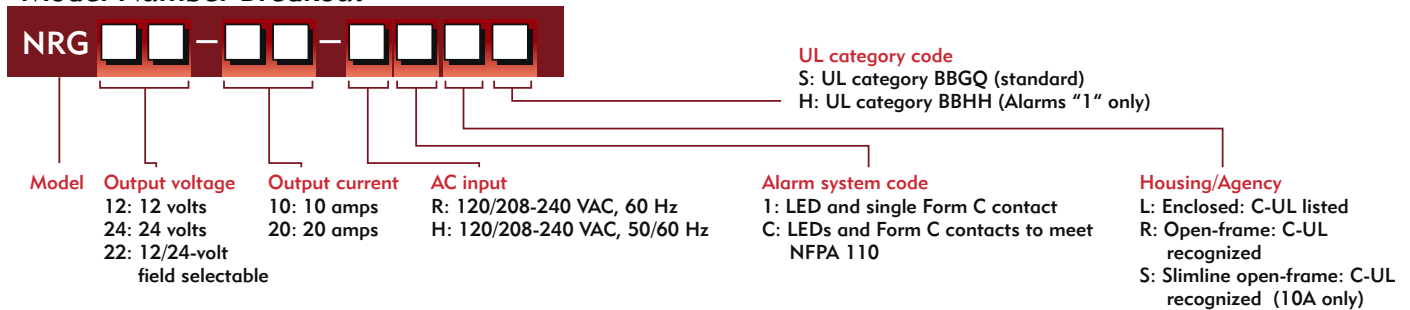 NRG – –
UL category code
S: UL category BBGQ (standard)
H: UL category BBHH (Alarms “1“ only)
Model
Output voltage
12: 12 volts
24: 24 volts
22: 12/24-volt
field selectable
Output current
10: 10 amps
20: 20 amps
AC input
R: 120/208-240 VAC, 60 Hz
H: 120/208-240 VAC, 50/60 Hz
Alarm system code
1: LED and single Form C contact
C: LEDs and Form C contacts to meet
NFPA 110
Housing/Agency
L: Enclosed: C-UL listed
R: Open-frame: C-UL
recognized
S: Slimline open-frame: C-UL
recognized (10A only)